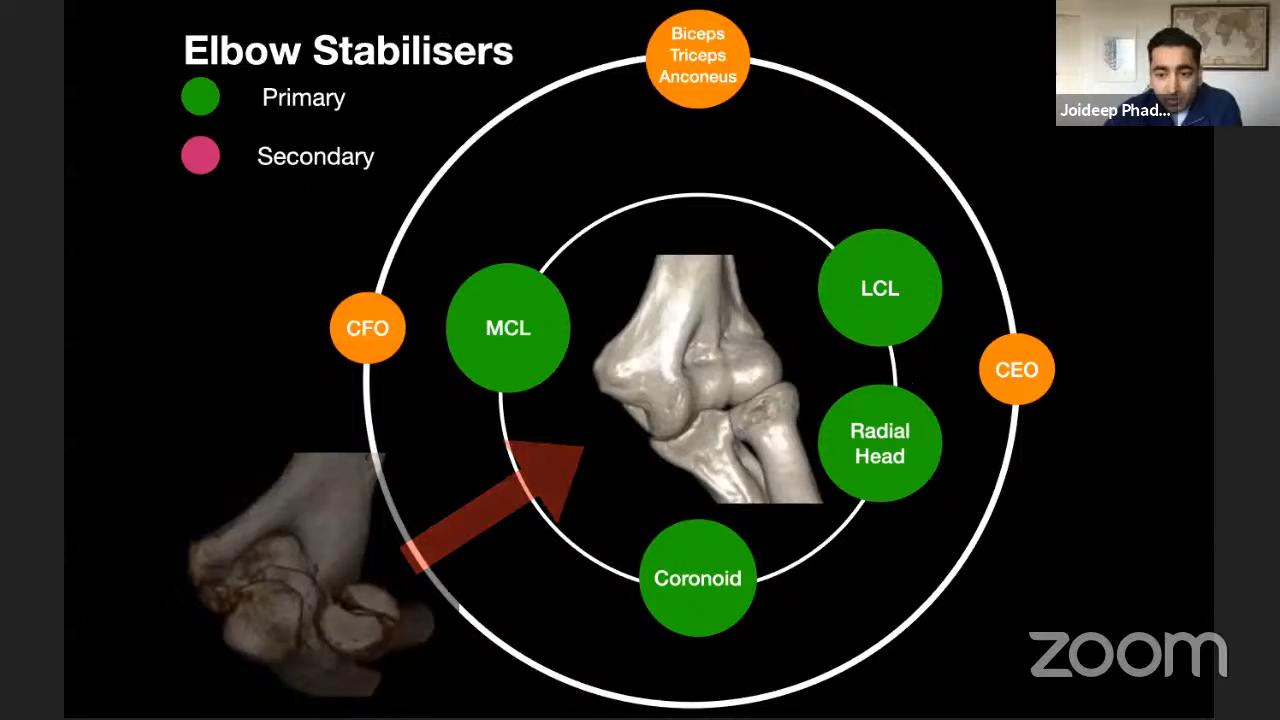 Elbow Stabilisers
Primary
Secondary
Biceps
Triceps
Anconeus
CFO
MCL
LCL
CEO
Radial
Head
Coronoid
Joideep Phad...
zoom